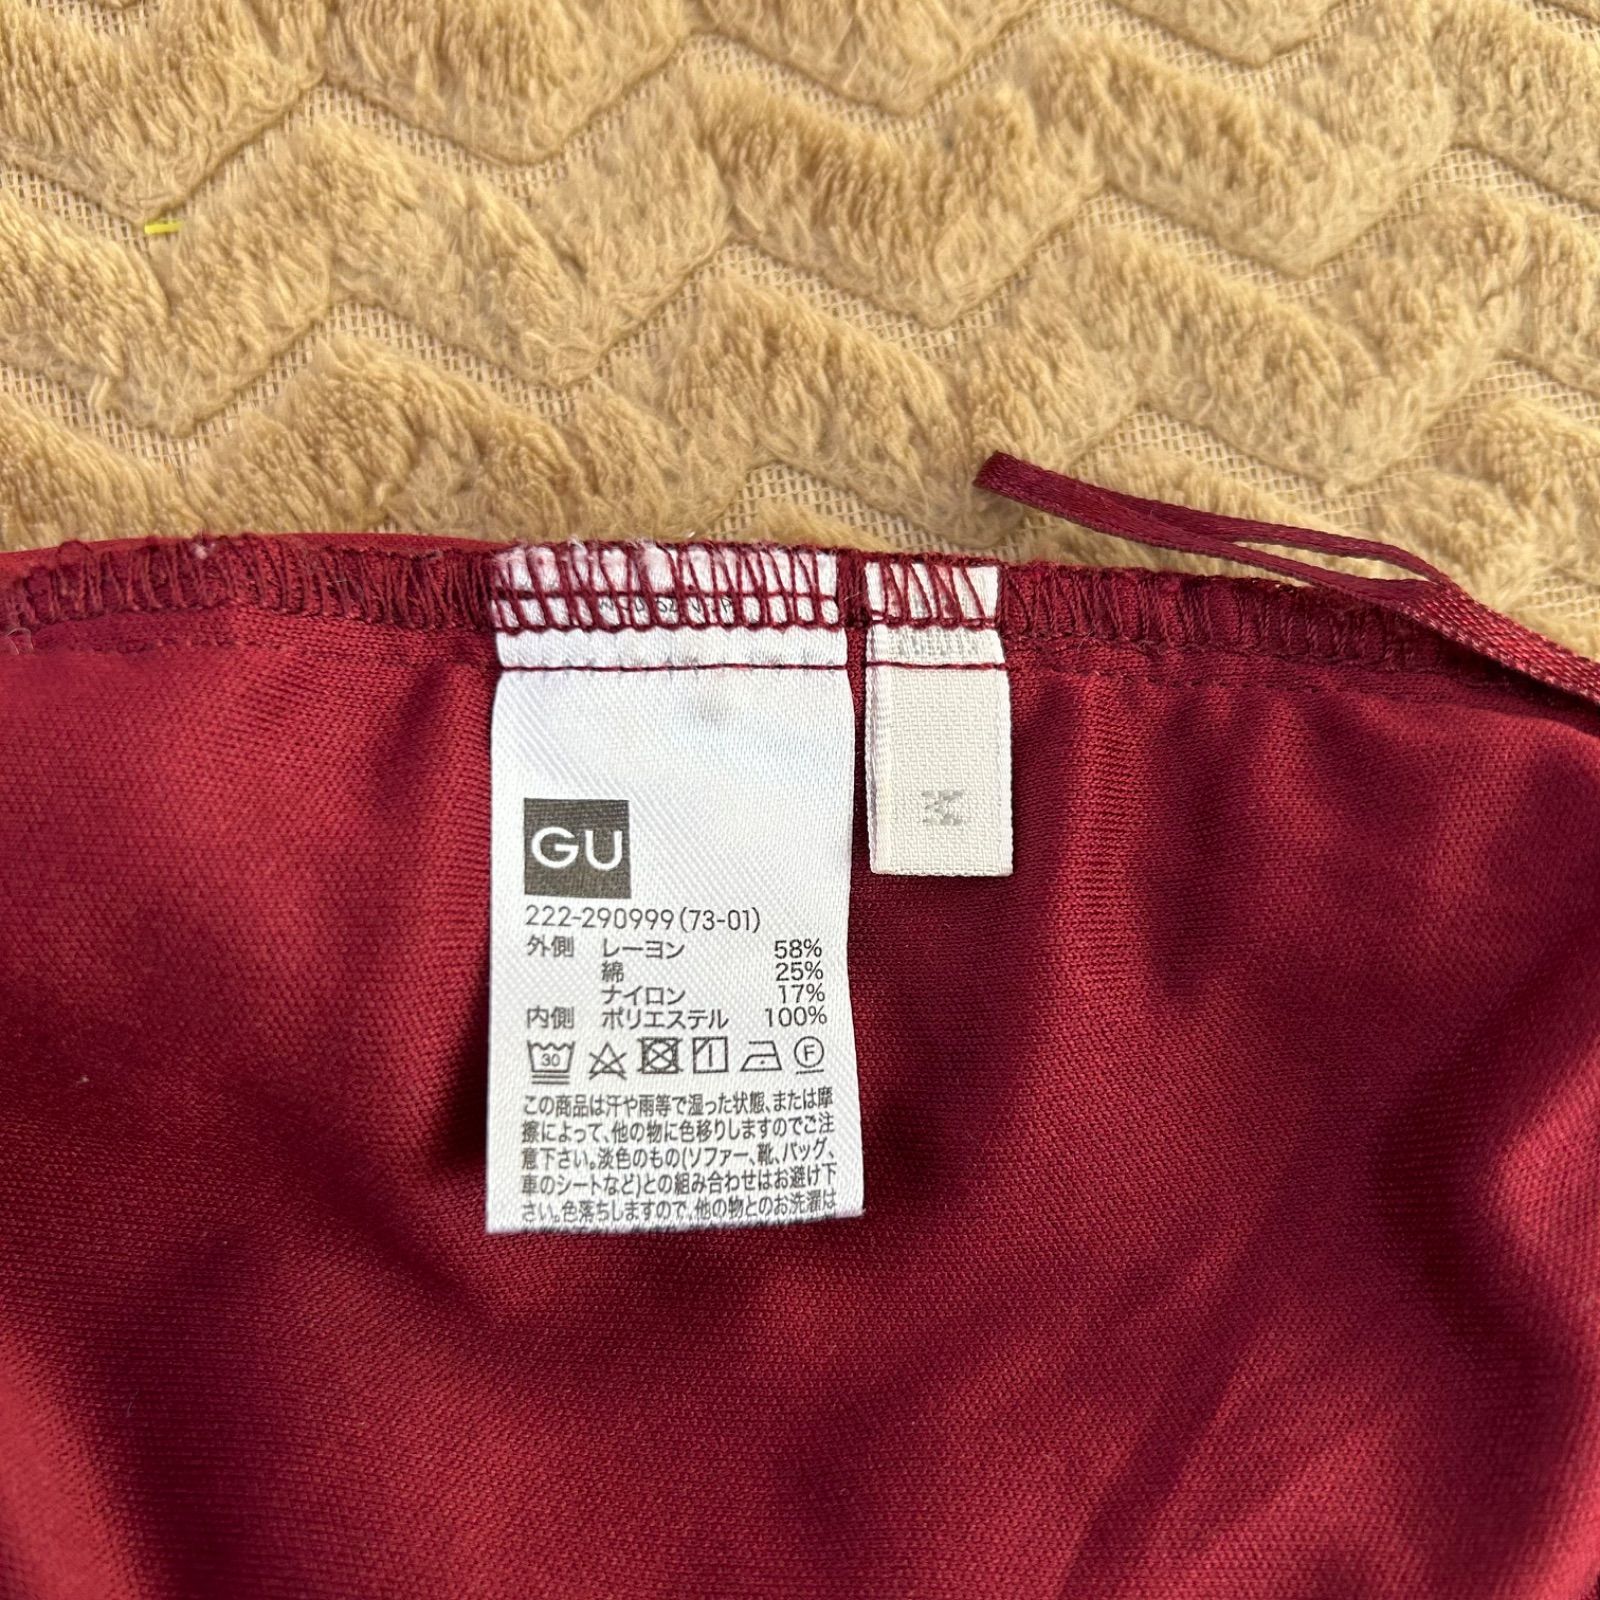 GU
222-290999(73-01)
外側 レーヨン 58%
綿 25%
ナイロン 17%
内側 ポリエステル 100%
30
F
この商品は汗や雨等で湿った状態、または摩
擦によって、他の物に色移りしますのでご注
意下さい。淡色のもの(ソファー、靴、バッグ、
車のシートなど)との組み合わせはお避け下
さい。色落ちしますので、他の物とのお洗濯は